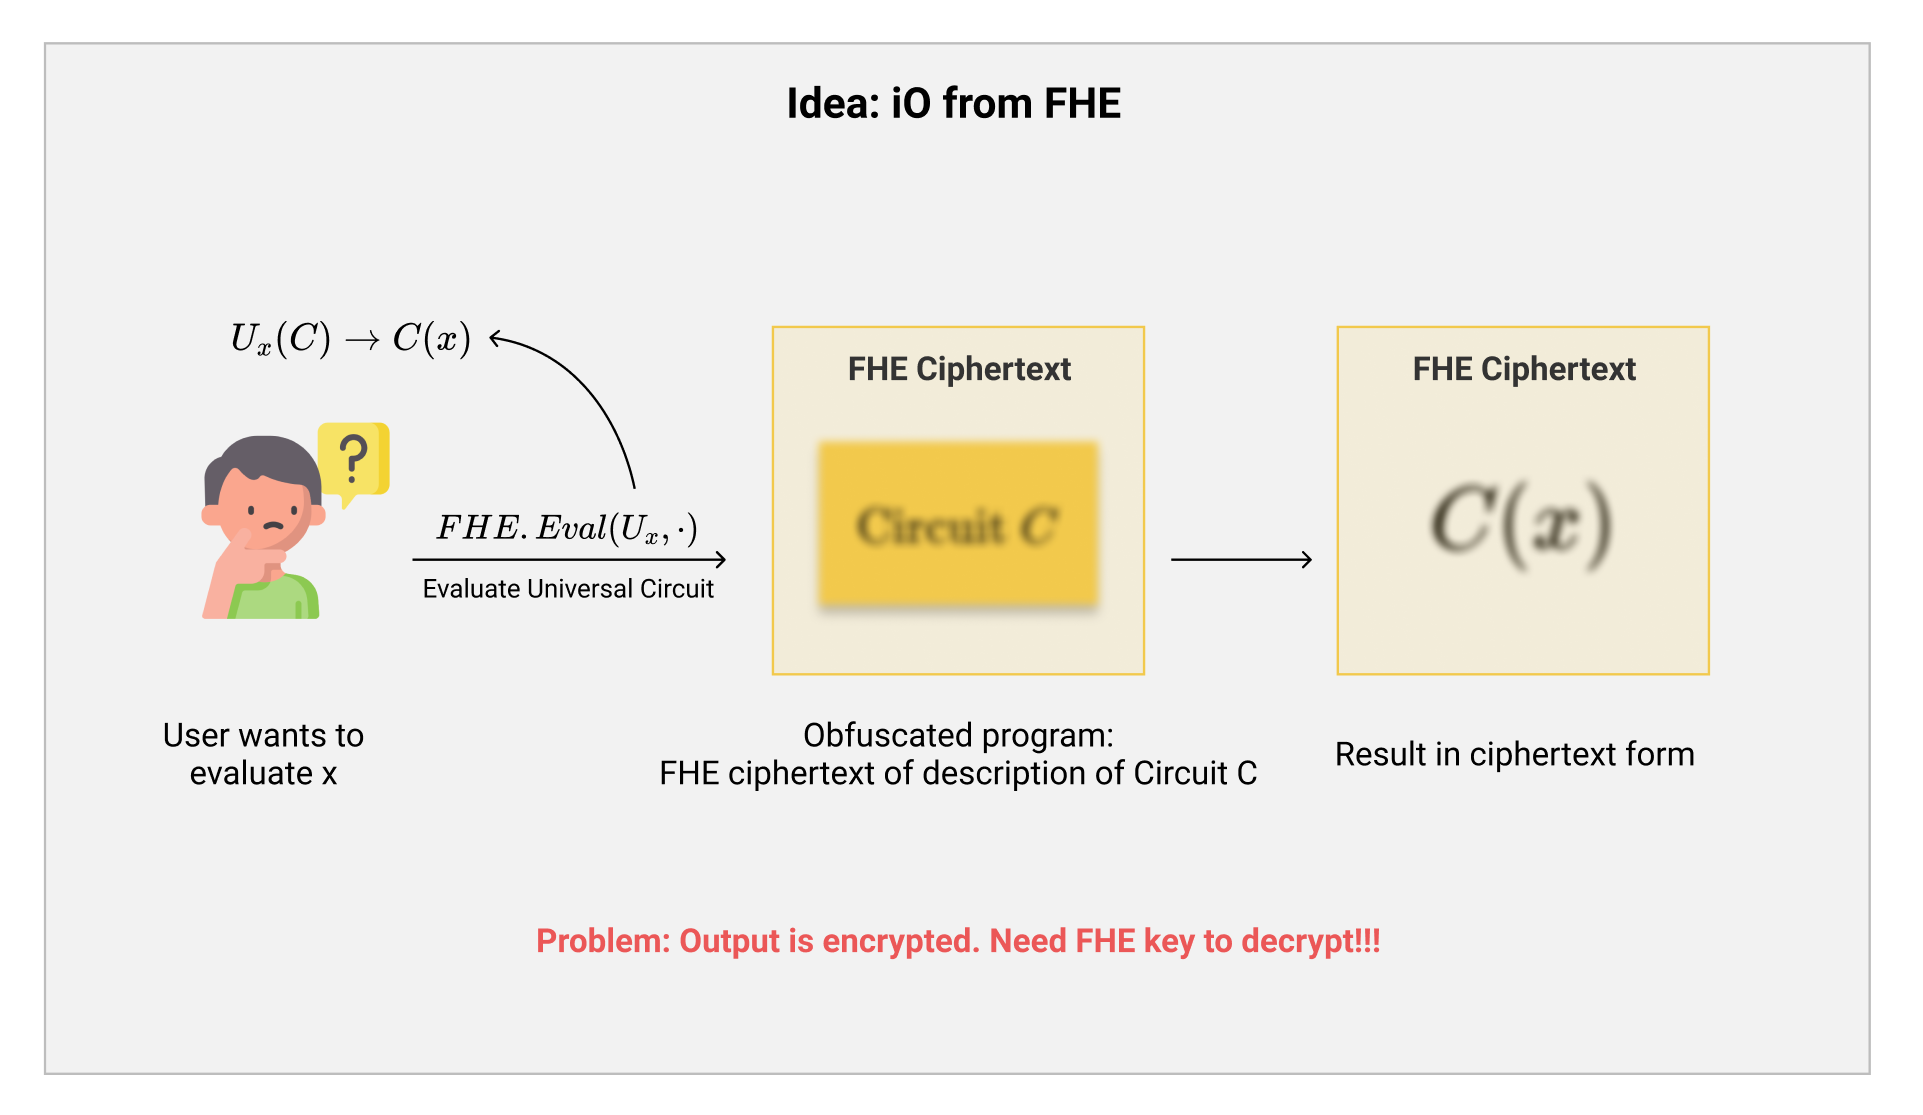 Idea: iO from FHE
U_x(C) → C(x)
?
FHE.Eval(U_x, ·)
Evaluate Universal Circuit
User wants to
evaluate x
FHE Ciphertext
Circuit C
Obfuscated program:
FHE ciphertext of description of Circuit C
FHE Ciphertext
C(x)
Result in ciphertext form
Problem: Output is encrypted. Need FHE key to decrypt!!!